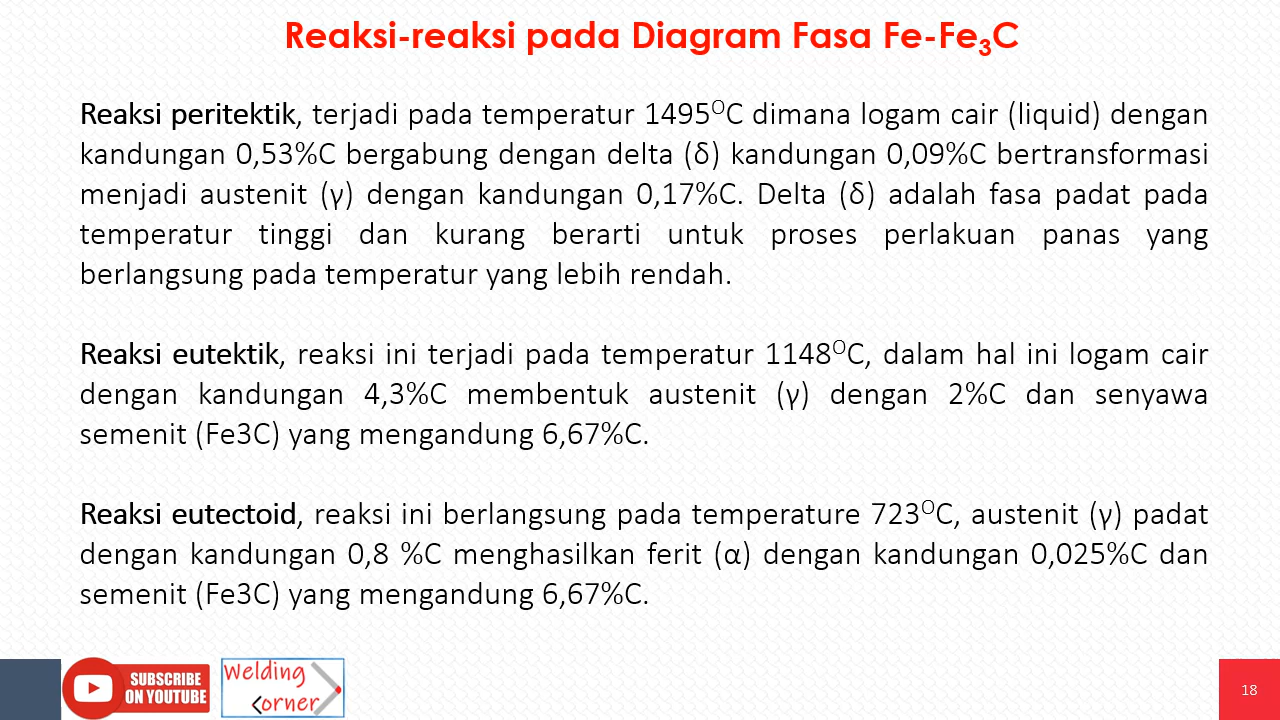 Reaksi-reaksi pada Diagram Fasa Fe-Fe₃C
Reaksi peritektik, terjadi pada temperatur 1495ᴼC dimana logam cair (liquid) dengan
kandungan 0,53%C bergabung dengan delta (δ) kandungan 0,09%C bertransformasi
menjadi austenit (γ) dengan kandungan 0,17%C. Delta (δ) adalah fasa padat pada
temperatur tinggi dan kurang berarti untuk proses perlakuan panas yang
berlangsung pada temperatur yang lebih rendah.
Reaksi eutektik, reaksi ini terjadi pada temperatur 1148ᴼC, dalam hal ini logam cair
dengan kandungan 4,3%C membentuk austenit (γ) dengan 2%C dan senyawa
semenit (Fe3C) yang mengandung 6,67%C.
Reaksi eutectoid, reaksi ini berlangsung pada temperature 723ᴼC, austenit (γ) padat
dengan kandungan 0,8 %C menghasilkan ferit (α) dengan kandungan 0,025%C dan
semenit (Fe3C) yang mengandung 6,67%C.
SUBSCRIBE
ON YOUTUBE
Welding
Corner
18